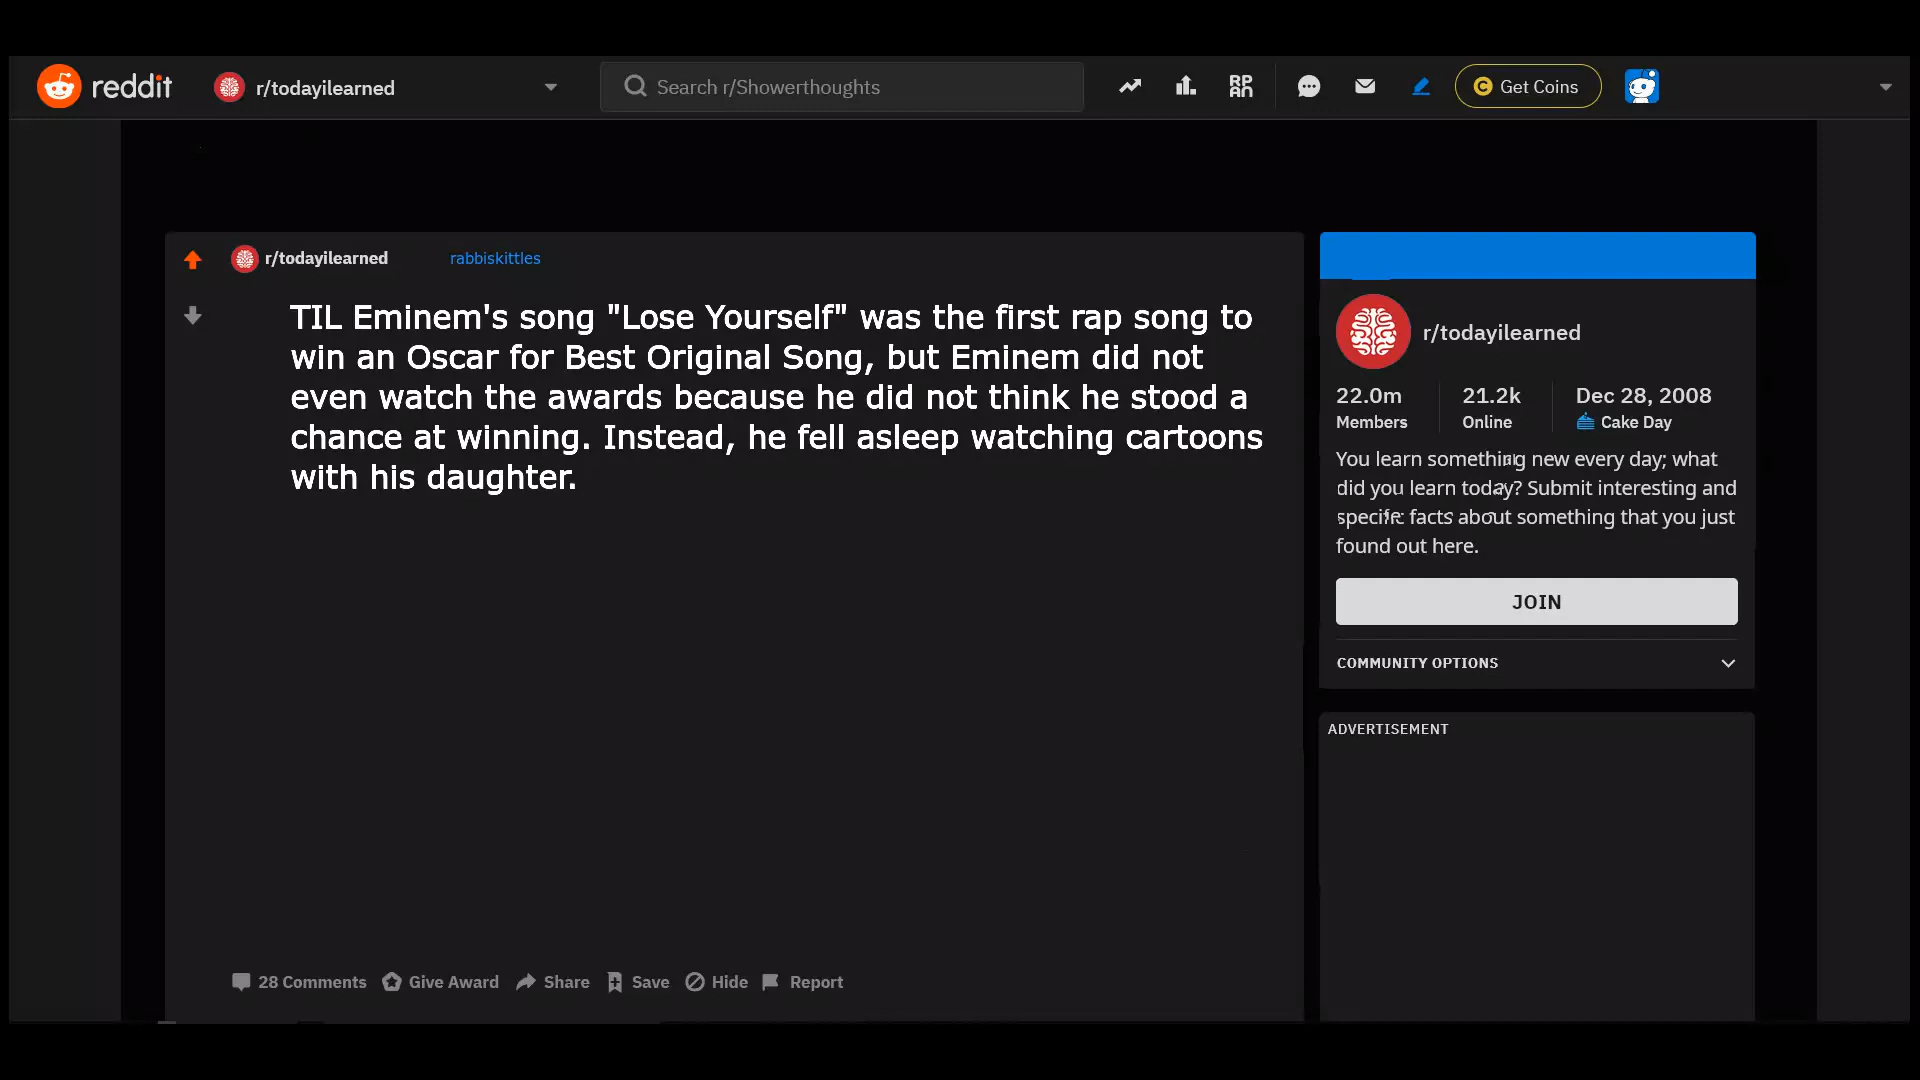 reddit
r/todayilearned
Search r/Showerthoughts
RPAN
Get Coins
r/todayilearned rabbiskittles
TIL Eminem's song "Lose Yourself" was the first rap song to
win an Oscar for Best Original Song, but Eminem did not
even watch the awards because he did not think he stood a
chance at winning. Instead, he fell asleep watching cartoons
with his daughter.
28 Comments Give Award Share Save Hide Report
r/todayilearned
22.0m 21.2k Dec 28, 2008
Members Online Cake Day
You learn something new every day; what
did you learn today? Submit interesting and
specific facts about something that you just
found out here.
JOIN
COMMUNITY OPTIONS
ADVERTISEMENT